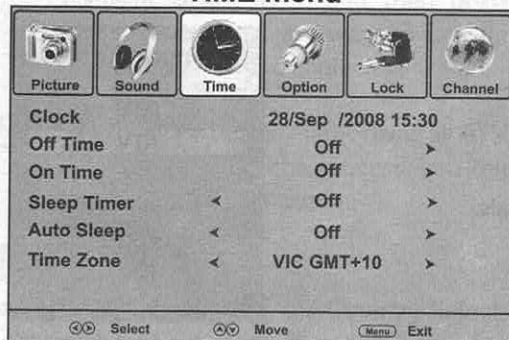 TIME Menu
Picture Sound Time Option Lock Channel
Clock 28/Sep /2008 15:30
Off Time Off
On Time Off
Sleep Timer Off
Auto Sleep Off
Time Zone VIC GMT+10
Select Move Menu Exit